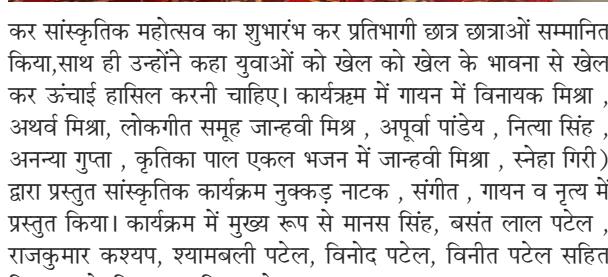 कर सांस्कृतिक महोत्सव का शुभारंभ कर प्रतिभागी छात्र छात्राओं सम्मानित
किया,साथ ही उन्होंने कहा युवाओं को खेल को खेल के भावना से खेल
कर ऊंचाई हासिल करनी चाहिए। कार्यऋम में गायन में विनायक मिश्रा ,
अथर्व मिश्रा, लोकगीत समूह जान्हवी मिश्र , अपूर्वा पांडेय , नित्या सिंह ,
अनन्या गुप्ता , कृतिका पाल एकल भजन में जान्हवी मिश्रा , स्नेहा गिरी)
द्वारा प्रस्तुत सांस्कृतिक कार्यक्रम नुक्कड़ नाटक , संगीत , गायन व नृत्य में
प्रस्तुत किया। कार्यक्रम में मुख्य रूप से मानस सिंह, बसंत लाल पटेल ,
राजकुमार कश्यप, श्यामबली पटेल, विनोद पटेल, विनीत पटेल सहित